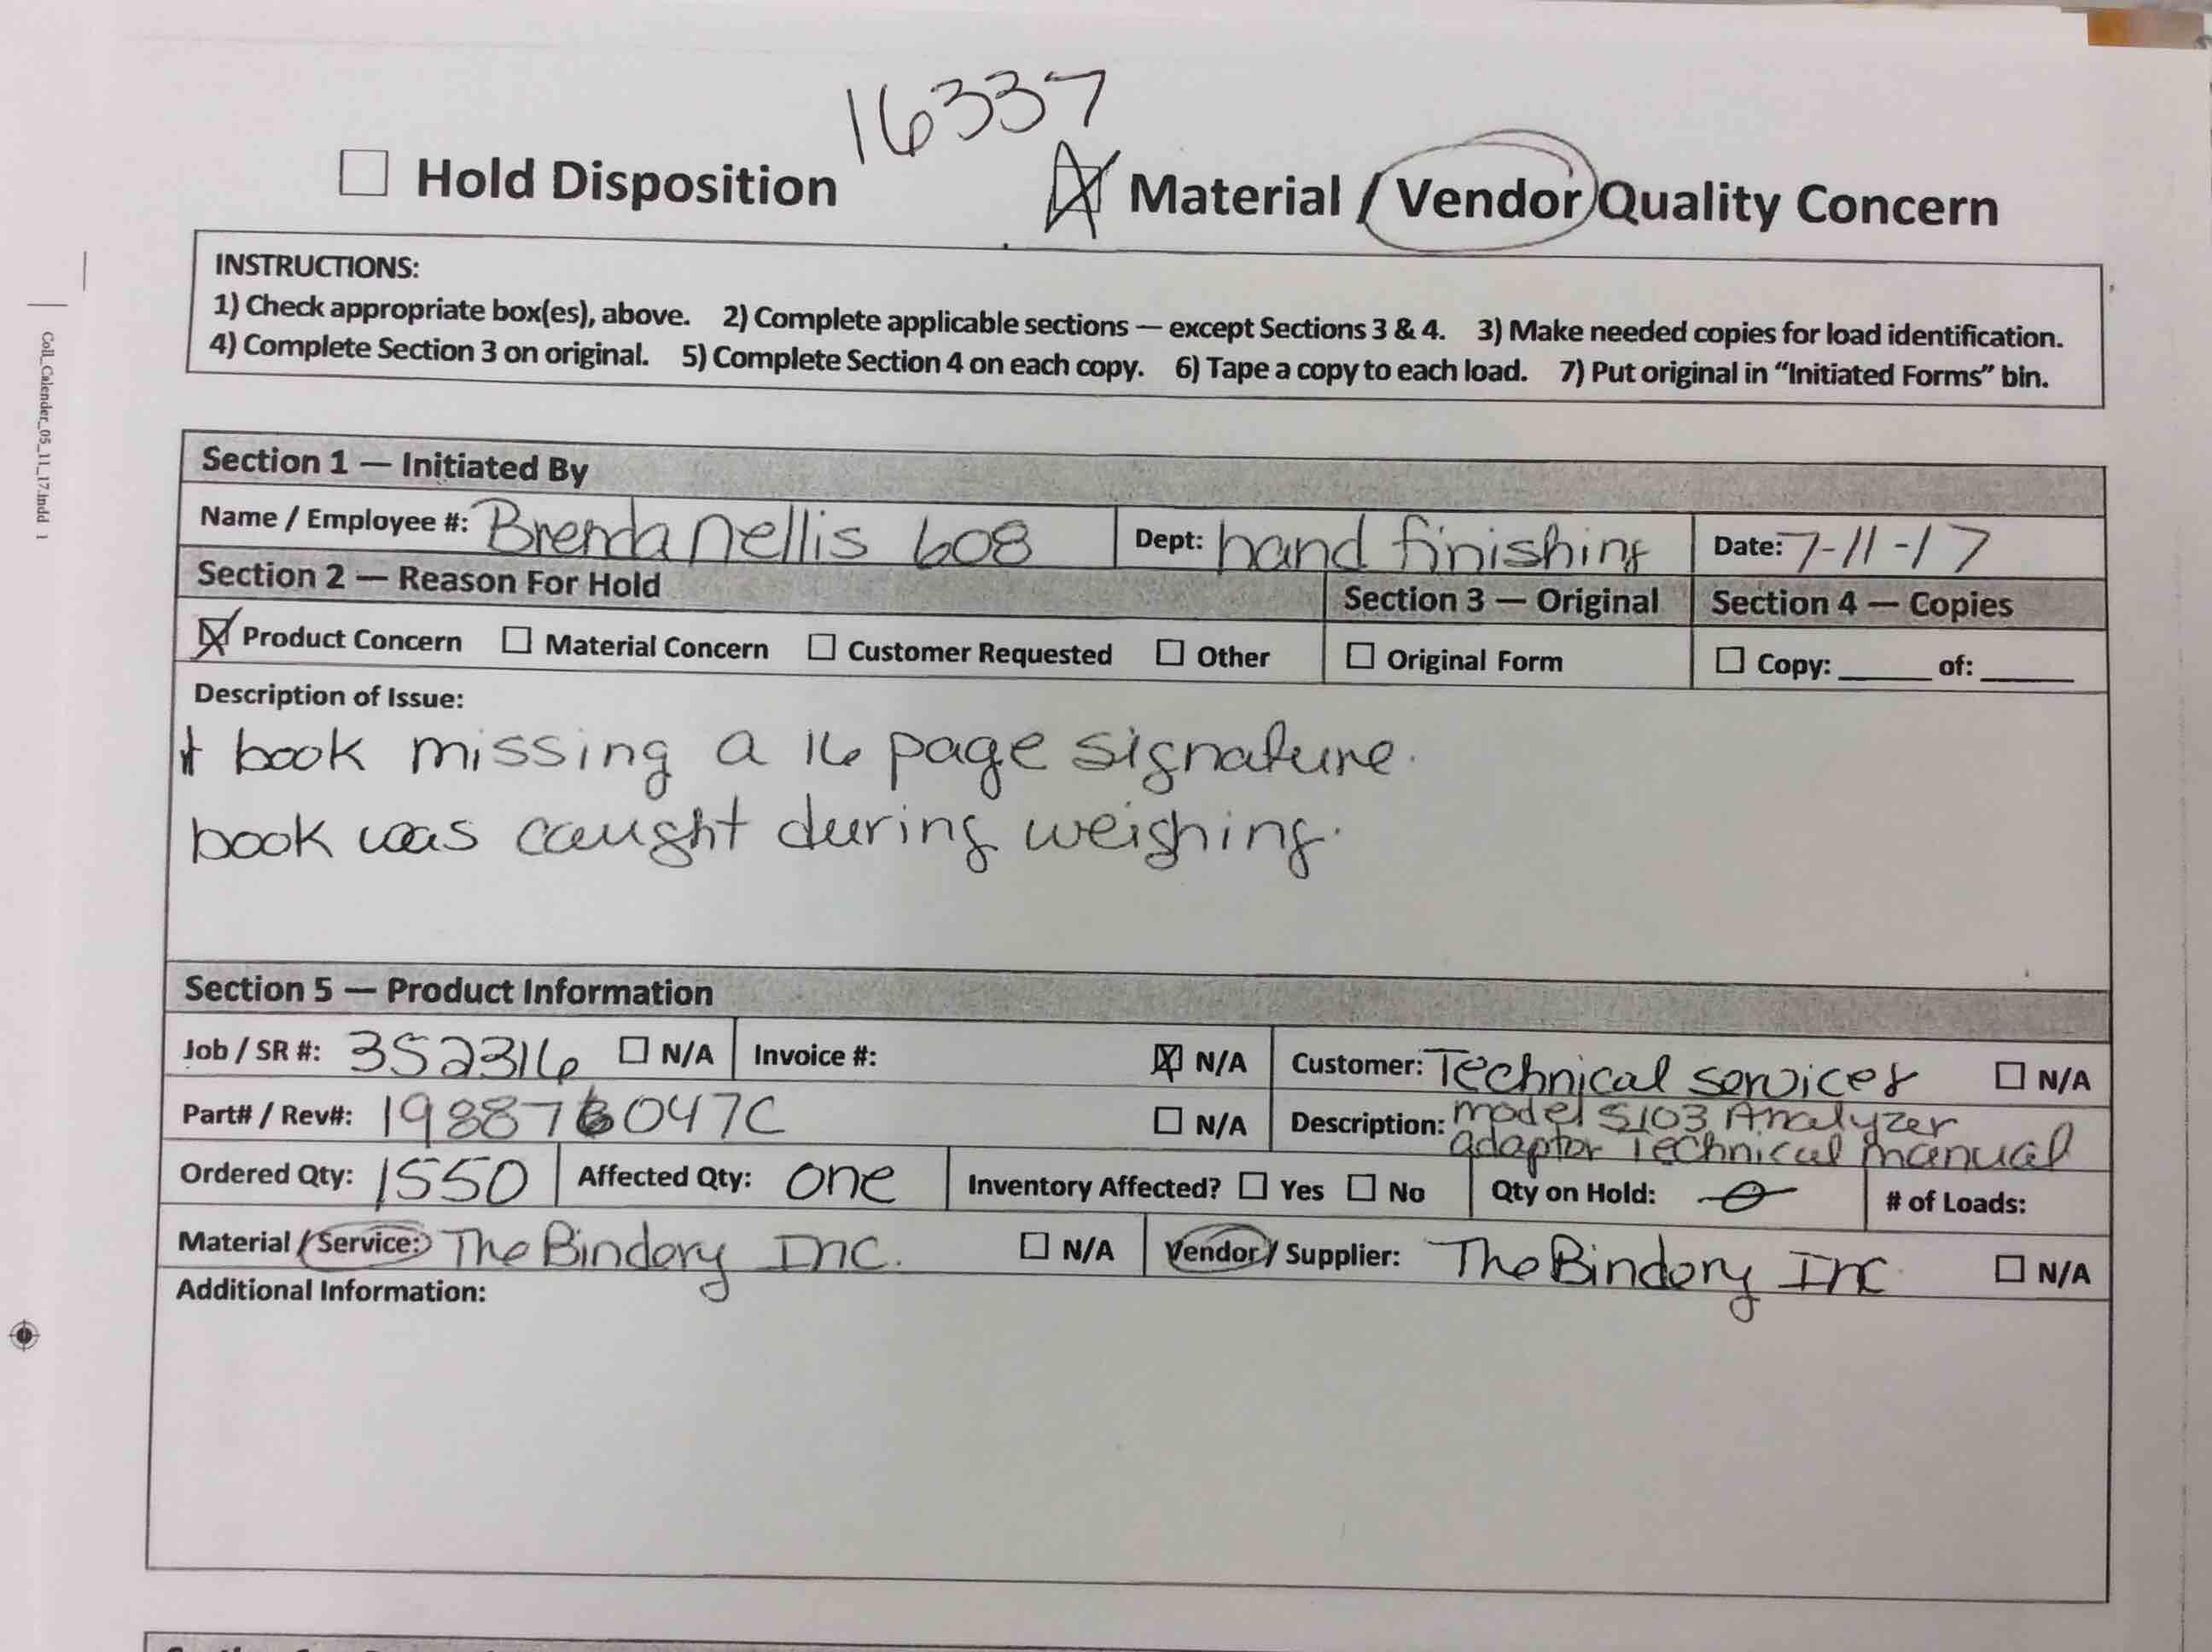 16337
☐ Hold Disposition ☒ Material / Vendor Quality Concern
INSTRUCTIONS:
1) Check appropriate box(es), above. 2) Complete applicable sections — except Sections 3 & 4. 3) Make needed copies for load identification.
4) Complete Section 3 on original. 5) Complete Section 4 on each copy. 6) Tape a copy to each load. 7) Put original in “Initiated Forms” bin.
Coll_Calender_05_11_17.indd 1
Section 1 — Initiated By
Name / Employee #: Brenda Nellis 608 Dept: hand finishing Date: 7-11-17
Section 2 — Reason For Hold Section 3 — Original Section 4 — Copies
☒ Product Concern ☐ Material Concern ☐ Customer Requested ☐ Other ☐ Original Form ☐ Copy: ____ of: ____
Description of Issue:
book missing a 16 page signature.
book was caught during weighing.
Section 5 — Product Information
Job / SR #: 352316 ☐ N/A Invoice #: ☒ N/A Customer: Technical services ☐ N/A
Part# / Rev#: 198876047C ☐ N/A Description: model 5103 Analyzer
adaptor Technical manual
Ordered Qty: 1550 Affected Qty: one Inventory Affected? ☐ Yes ☐ No Qty on Hold: 0 # of Loads:
Material / Service: The Bindery Inc. ☐ N/A Vendor / Supplier: The Bindery Inc ☐ N/A
Additional Information: